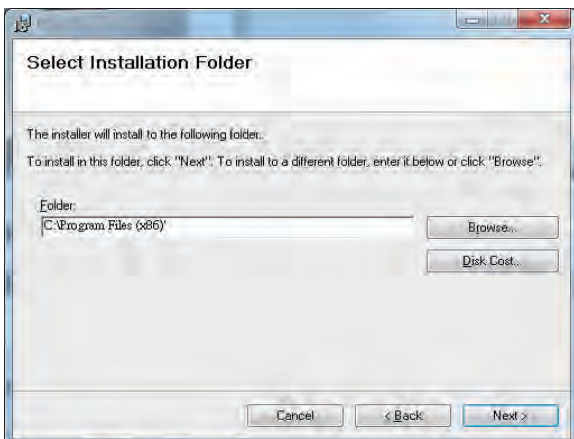 Select Installation Folder
The installer will install to the following folder.
To install in this folder, click "Next". To install to a different folder, enter it below or click "Browse".
Folder:
C:\Program Files (x86)'
Browse...
Disk Cost...
Cancel
< Back
Next >